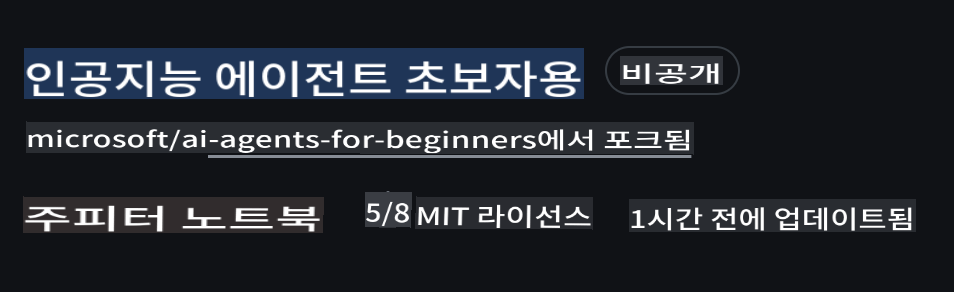 인공지능 에이전트 초보자용 비공개
microsoft/ai-agents-for-beginners에서 포크됨
주피터 노트북 5/8 MIT 라이선스 1시간 전에 업데이트됨